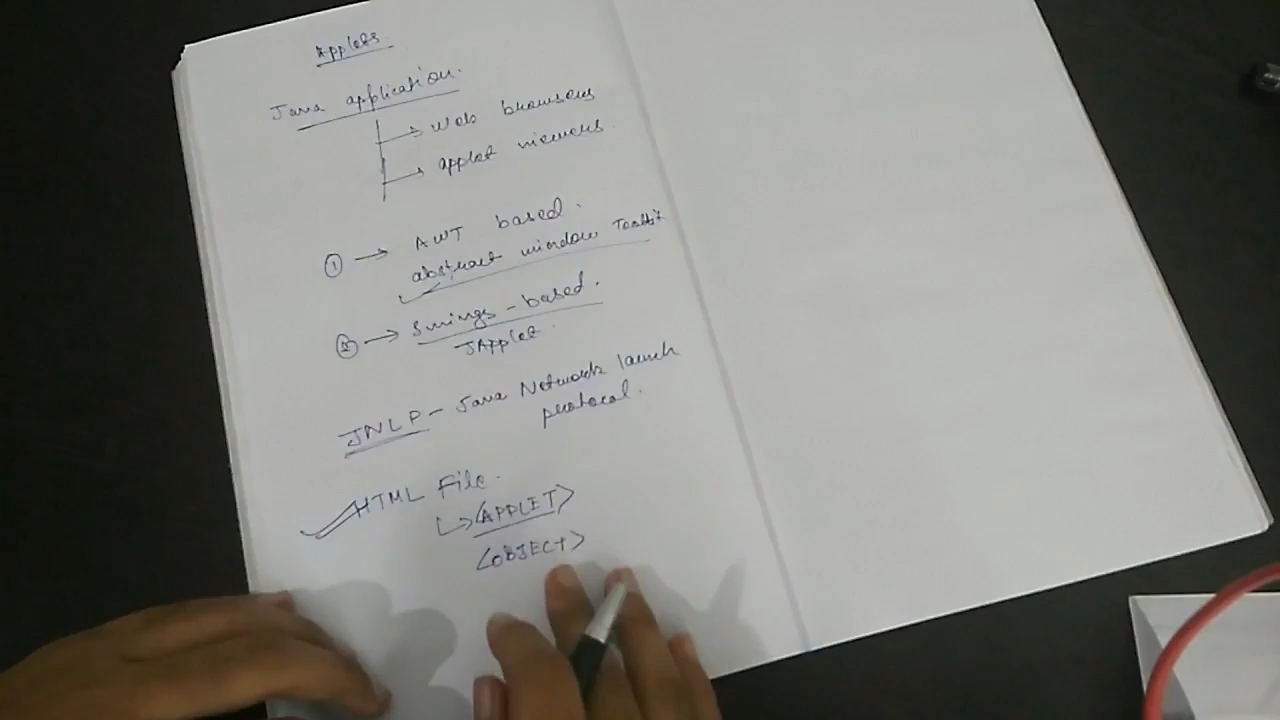 Applets
Java application.
→ Web browsers
→ applet viewers
① → AWT based.
abstract window Toolkit
② → Swings - based.
JApplet.
JNLP - Java Network launch
protocal.
HTML File.
↳ <APPLET>
<OBJECT>